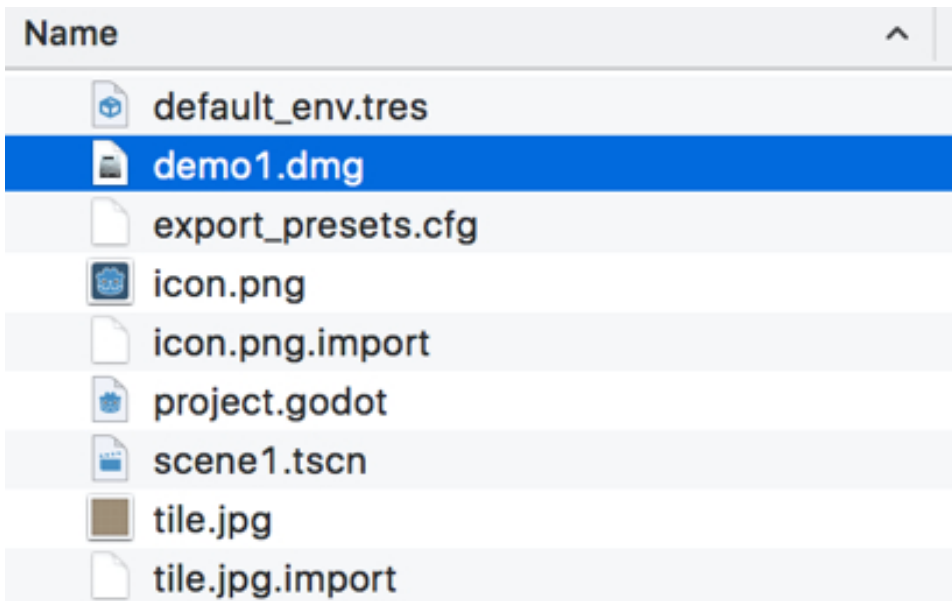 Name
default_env.tres
demo1.dmg
export_presets.cfg
icon.png
icon.png.import
project.godot
scene1.tscn
tile.jpg
tile.jpg.import